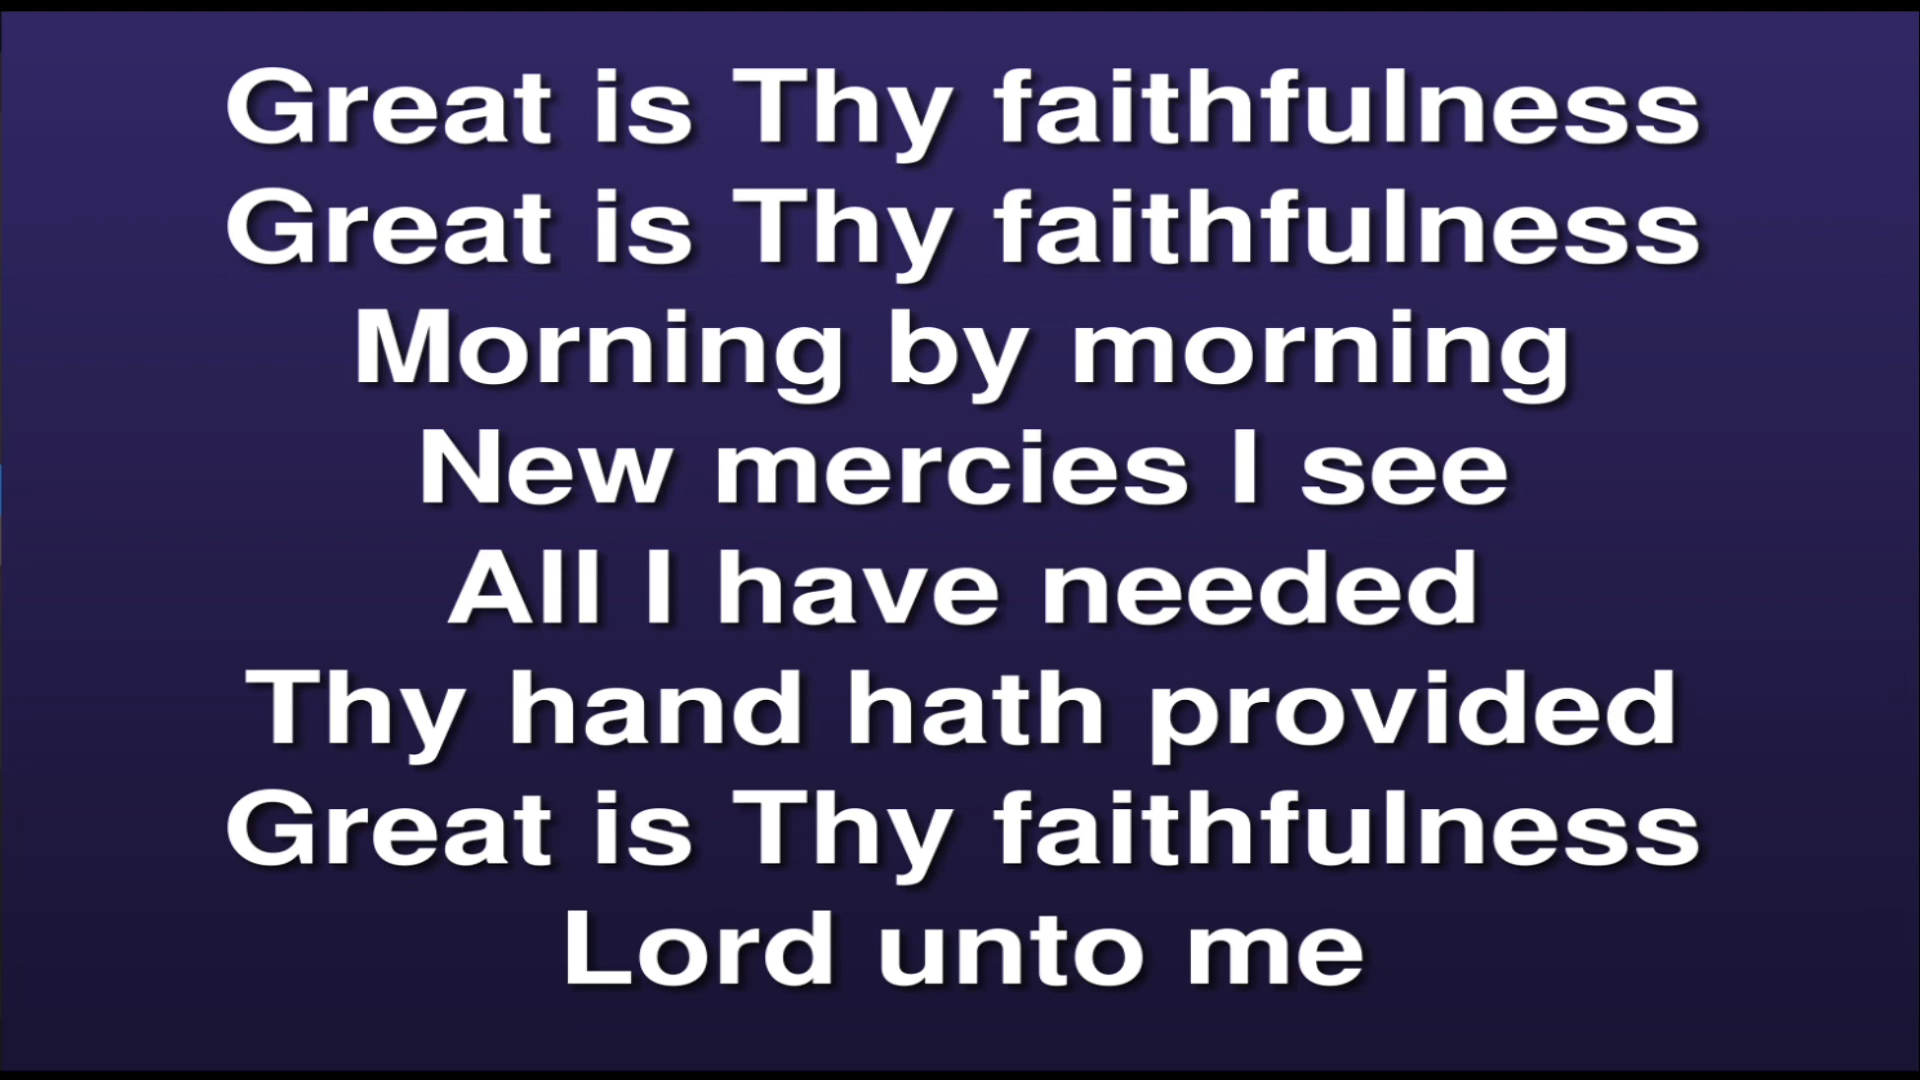 Great is Thy faithfulness
Great is Thy faithfulness
Morning by morning
New mercies I see
All I have needed
Thy hand hath provided
Great is Thy faithfulness
Lord unto me